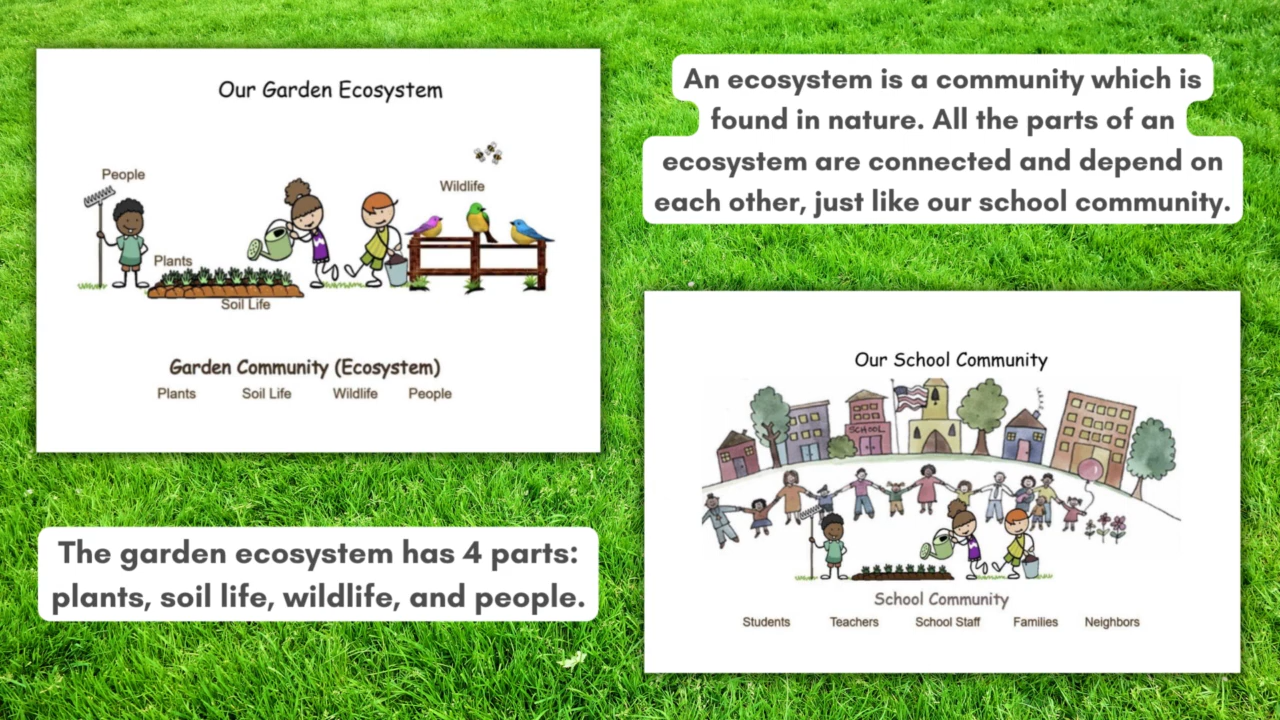 Our Garden Ecosystem
People
Wildlife
Plants
Soil Life
Garden Community (Ecosystem)
Plants Soil Life Wildlife People
The garden ecosystem has 4 parts:
plants, soil life, wildlife, and people.
An ecosystem is a community which is
found in nature. All the parts of an
ecosystem are connected and depend on
each other, just like our school community.
Our School Community
SCHOOL
School Community
Students Teachers School Staff Families Neighbors